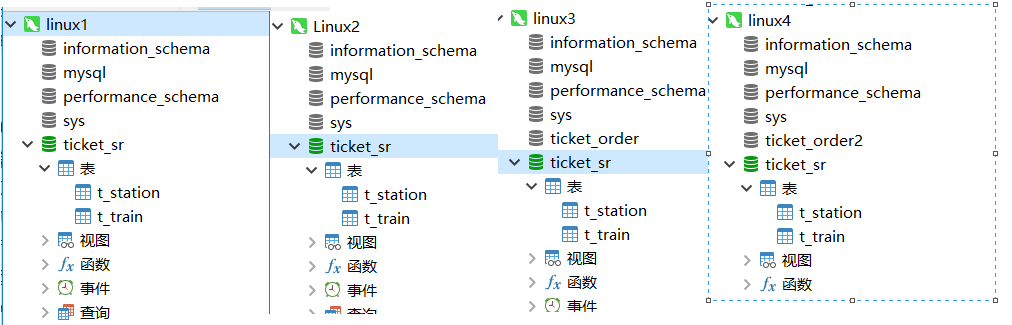 linux1
information_schema
mysql
performance_schema
sys
ticket_sr
表
t_station
t_train
视图
函数
事件
查询
Linux2
information_schema
mysql
performance_schema
sys
ticket_sr
表
t_station
t_train
视图
fx 函数
事件
linux3
information_schema
mysql
performance_schema
sys
ticket_order
ticket_sr
表
t_station
t_train
视图
fx 函数
事件
linux4
information_schema
mysql
performance_schema
sys
ticket_order2
ticket_sr
表
t_station
t_train
视图
fx 函数